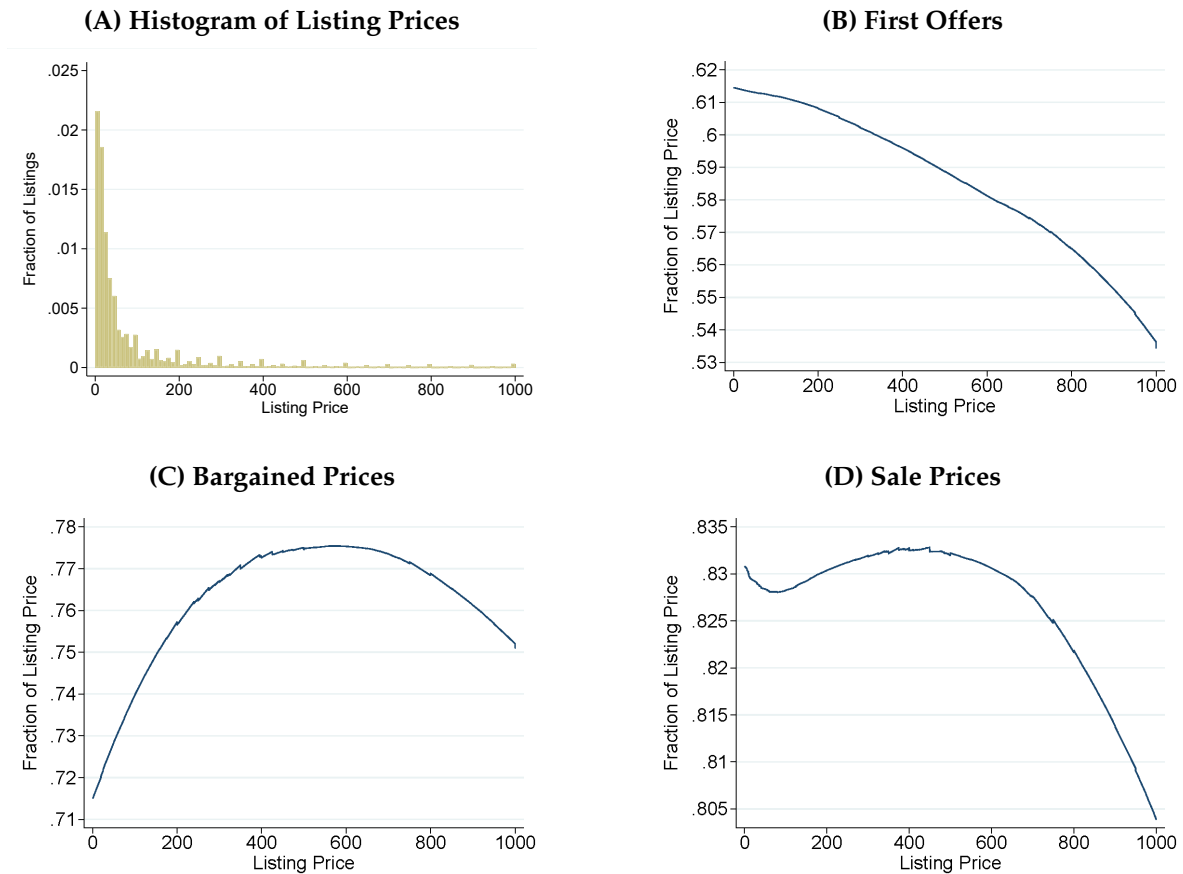 (A) Histogram of Listing Prices
.025
.02
.015
.01
.005
0
Fraction of Listings
0 200 400 600 800 1000
Listing Price
(B) First Offers
.62
.61
.6
.59
.58
.57
.56
.55
.54
.53
Fraction of Listing Price
0 200 400 600 800 1000
Listing Price
(C) Bargained Prices
.78
.77
.76
.75
.74
.73
.72
.71
Fraction of Listing Price
0 200 400 600 800 1000
Listing Price
(D) Sale Prices
.835
.83
.825
.82
.815
.81
.805
Fraction of Listing Price
0 200 400 600 800 1000
Listing Price